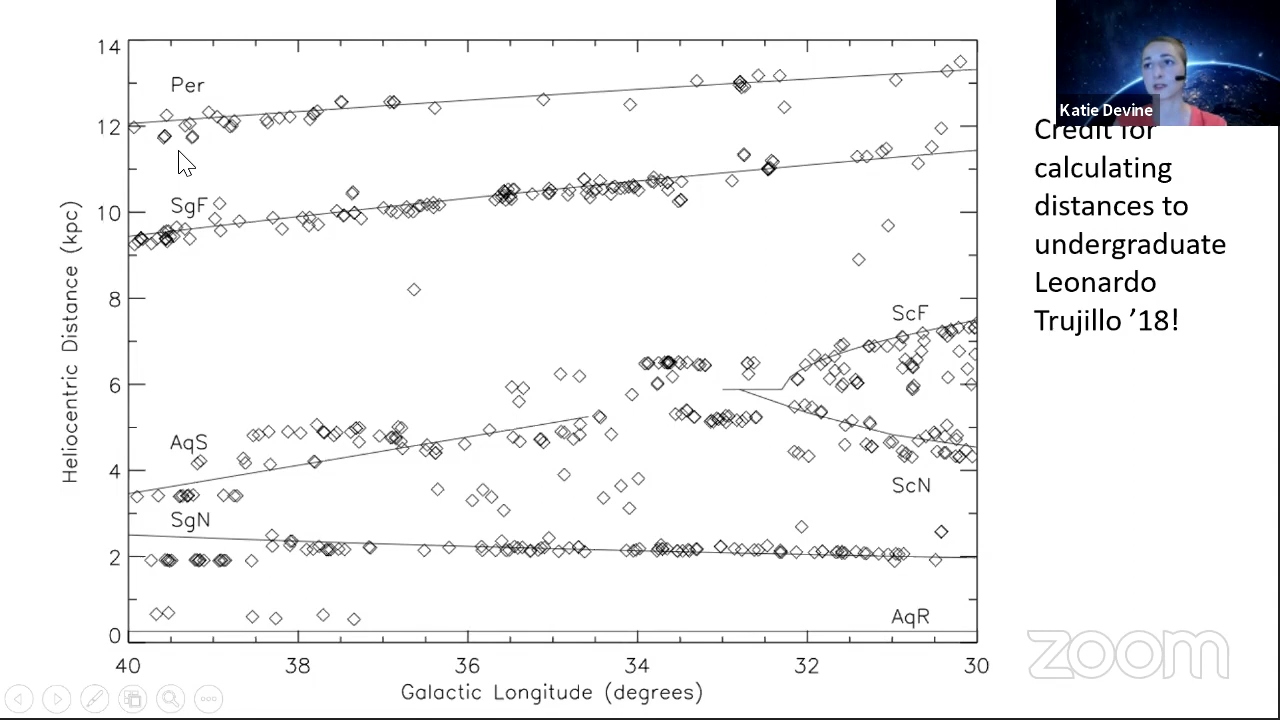 14
12
10
8
6
4
2
0
Heliocentric Distance (kpc)
Per
SgF
AqS
SgN
ScF
ScN
AqR
40
38
36
34
32
30
Galactic Longitude (degrees)
Katie Devine
Credit for
calculating
distances to
undergraduate
Leonardo
Trujillo ’18!
zoom